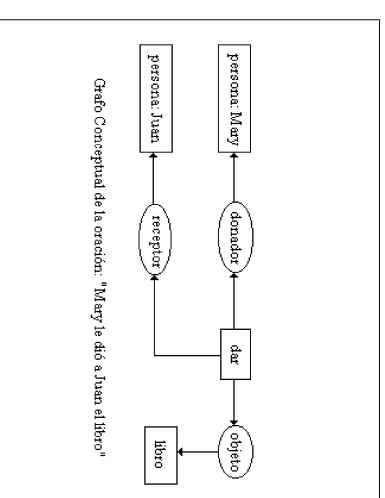 persona: Mary
donador
dar
objeto
persona: Juan
receptor
libro
Grafo Conceptual de la oración: "Mary le dió a Juan el libro"